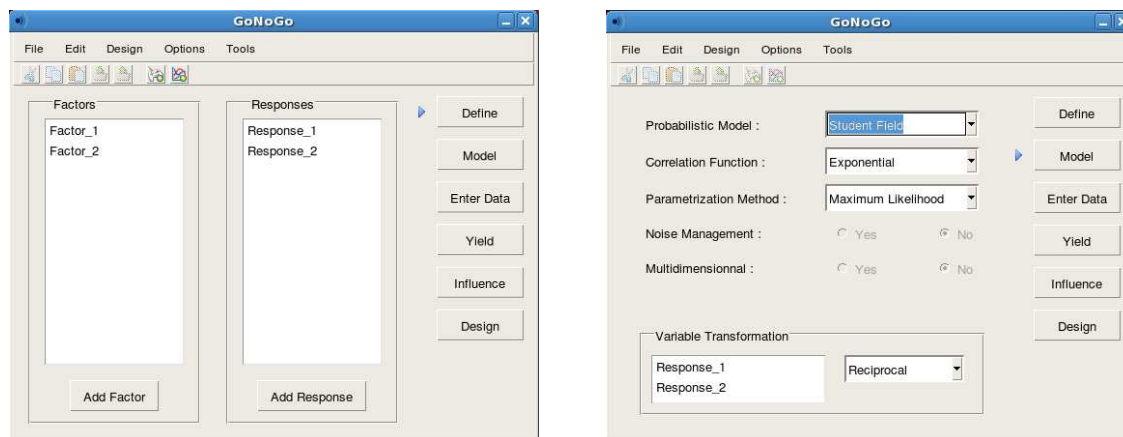 GoNoGo
File Edit Design Options Tools
Factors
Factor_1
Factor_2
Add Factor
Responses
Response_1
Response_2
Add Response
Define
Model
Enter Data
Yield
Influence
Design
GoNoGo
File Edit Design Options Tools
Probabilistic Model : Student Field
Correlation Function : Exponential
Parametrization Method : Maximum Likelihood
Noise Management : Yes No
Multidimensionnal : Yes No
Variable Transformation
Response_1
Response_2
Reciprocal
Define
Model
Enter Data
Yield
Influence
Design